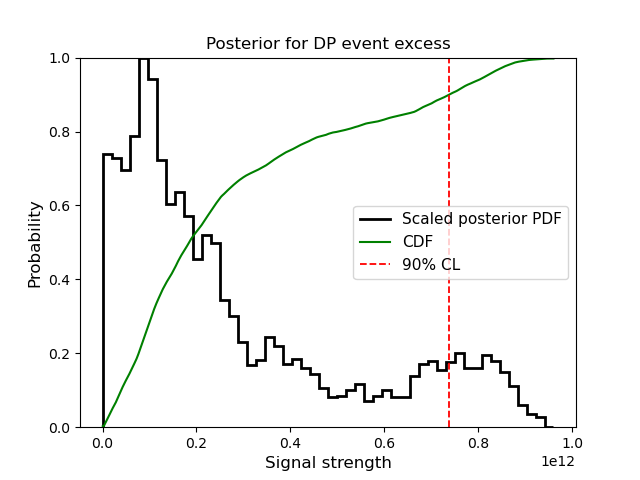 Posterior for DP event excess
Probability
1.0
0.8
0.6
0.4
0.2
0.0
Scaled posterior PDF
CDF
90% CL
0.0
0.2
0.4
0.6
0.8
1.0
1e12
Signal strength